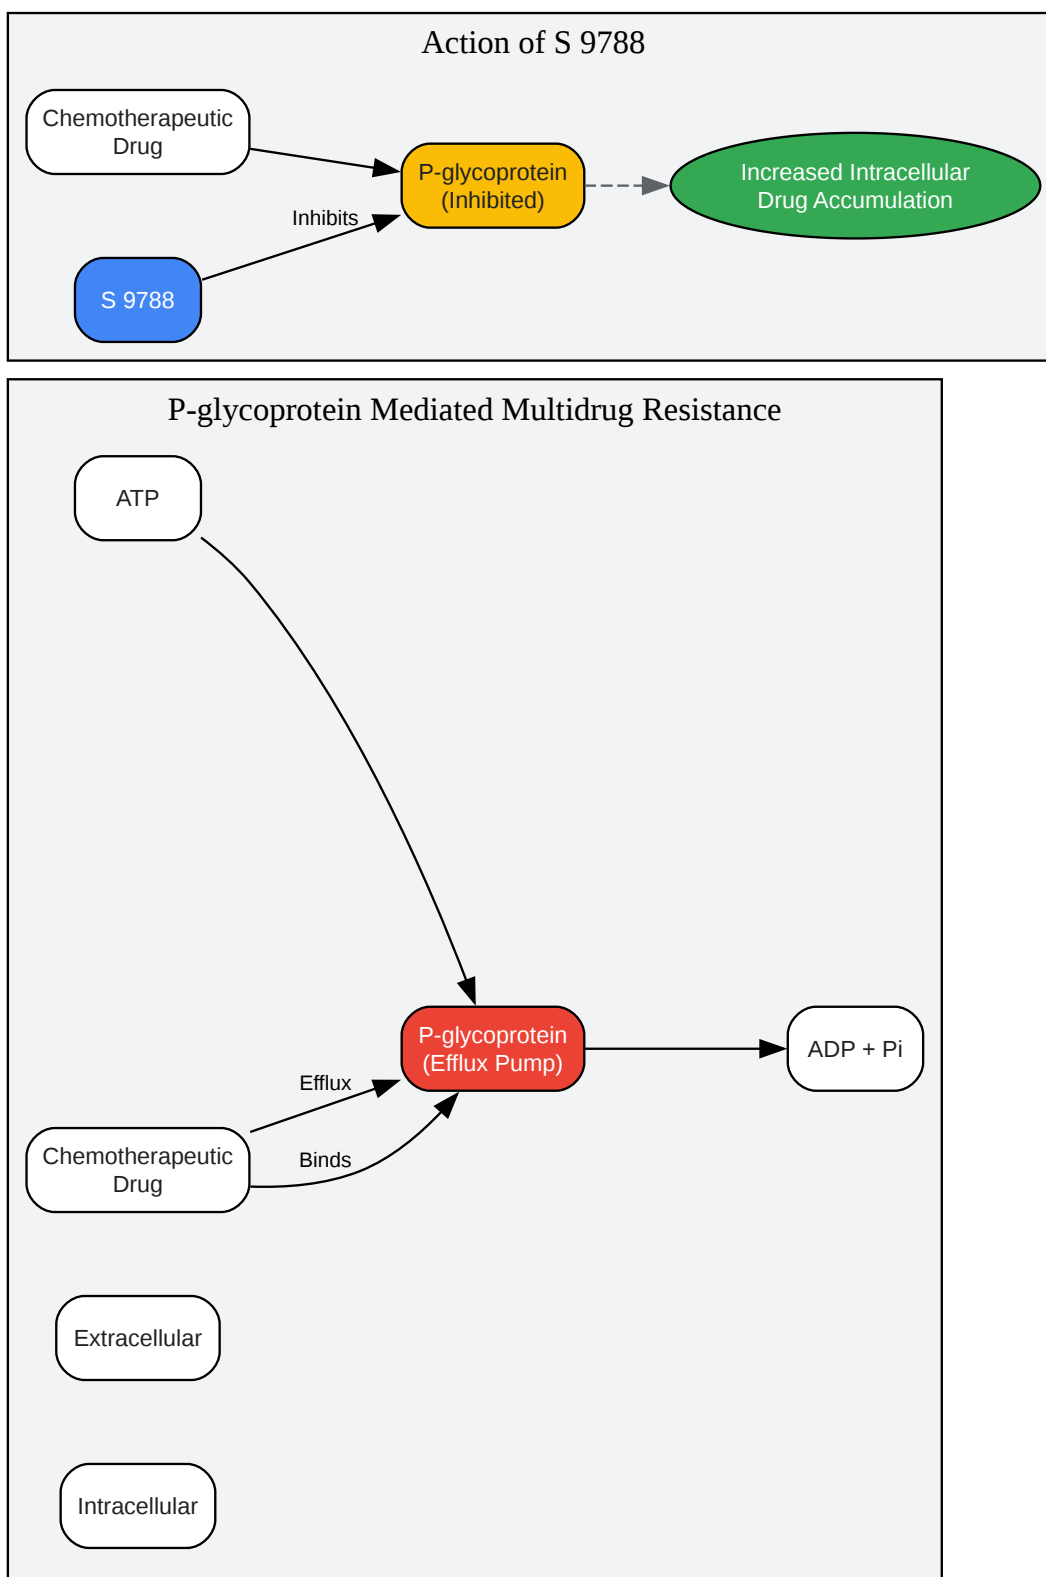 Action of S 9788
Chemotherapeutic
Drug
P-glycoprotein
(Inhibited)
Increased Intracellular
Drug Accumulation
Inhibits
S 9788
P-glycoprotein Mediated Multidrug Resistance
ATP
P-glycoprotein
(Efflux Pump)
ADP + Pi
Efflux
Binds
Chemotherapeutic
Drug
Extracellular
Intracellular